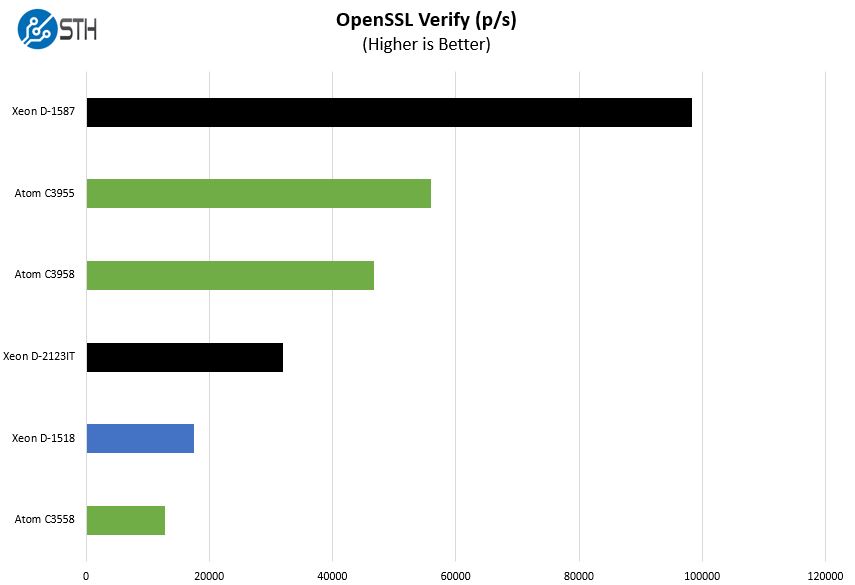 STH
OpenSSL Verify (p/s)
(Higher is Better)
Xeon D-1587
Atom C3955
Atom C3958
Xeon D-2123IT
Xeon D-1518
Atom C3558
0 20000 40000 60000 80000 100000 120000